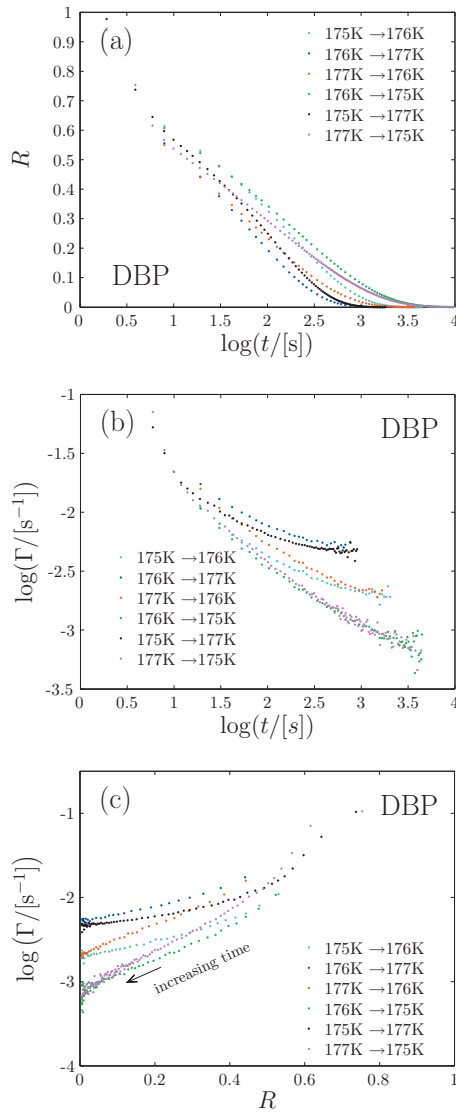 (a)
1
0.9
0.8
0.7
0.6
0.5
0.4
0.3
0.2
0.1
0
R
175K →176K
176K →177K
177K →176K
176K →175K
175K →177K
177K →175K
DBP
0 0.5 1 1.5 2 2.5 3 3.5 4
log(t/[s])
(b)
DBP
-1
-1.5
-2
-2.5
-3
-3.5
log(Γ/[s⁻¹])
175K →176K
176K →177K
177K →176K
176K →175K
175K →177K
177K →175K
0 0.5 1 1.5 2 2.5 3 3.5 4
log(t/[s])
(c)
DBP
-1
-2
-3
-4
log (Γ/[s⁻¹])
increasing time
175K →176K
176K →177K
177K →176K
176K →175K
175K →177K
177K →175K
0 0.2 0.4 0.6 0.8 1
R